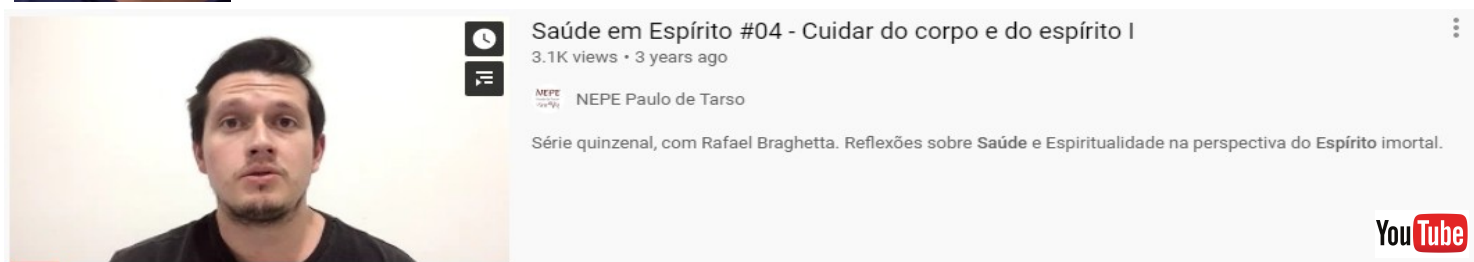 Saúde em Espírito #04 - Cuidar do corpo e do espírito I
3.1K views • 3 years ago
NEPE
NEPE Paulo de Tarso
Série quinzenal, com Rafael Braghetta. Reflexões sobre Saúde e Espiritualidade na perspectiva do Espírito imortal.
YouTube